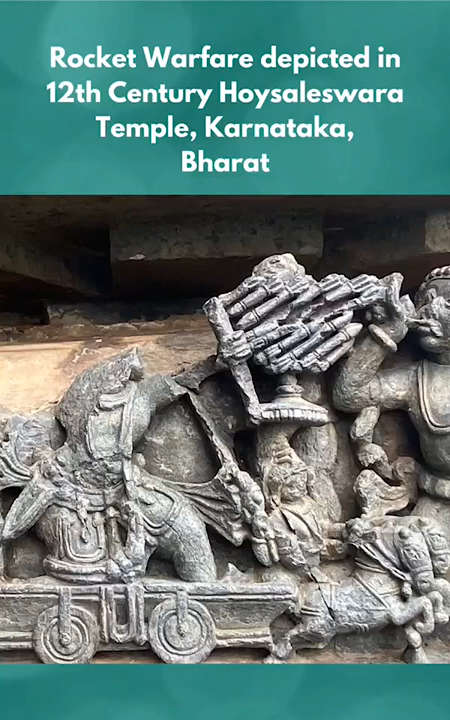 Rocket Warfare depicted in
12th Century Hoysaleswara
Temple, Karnataka,
Bharat